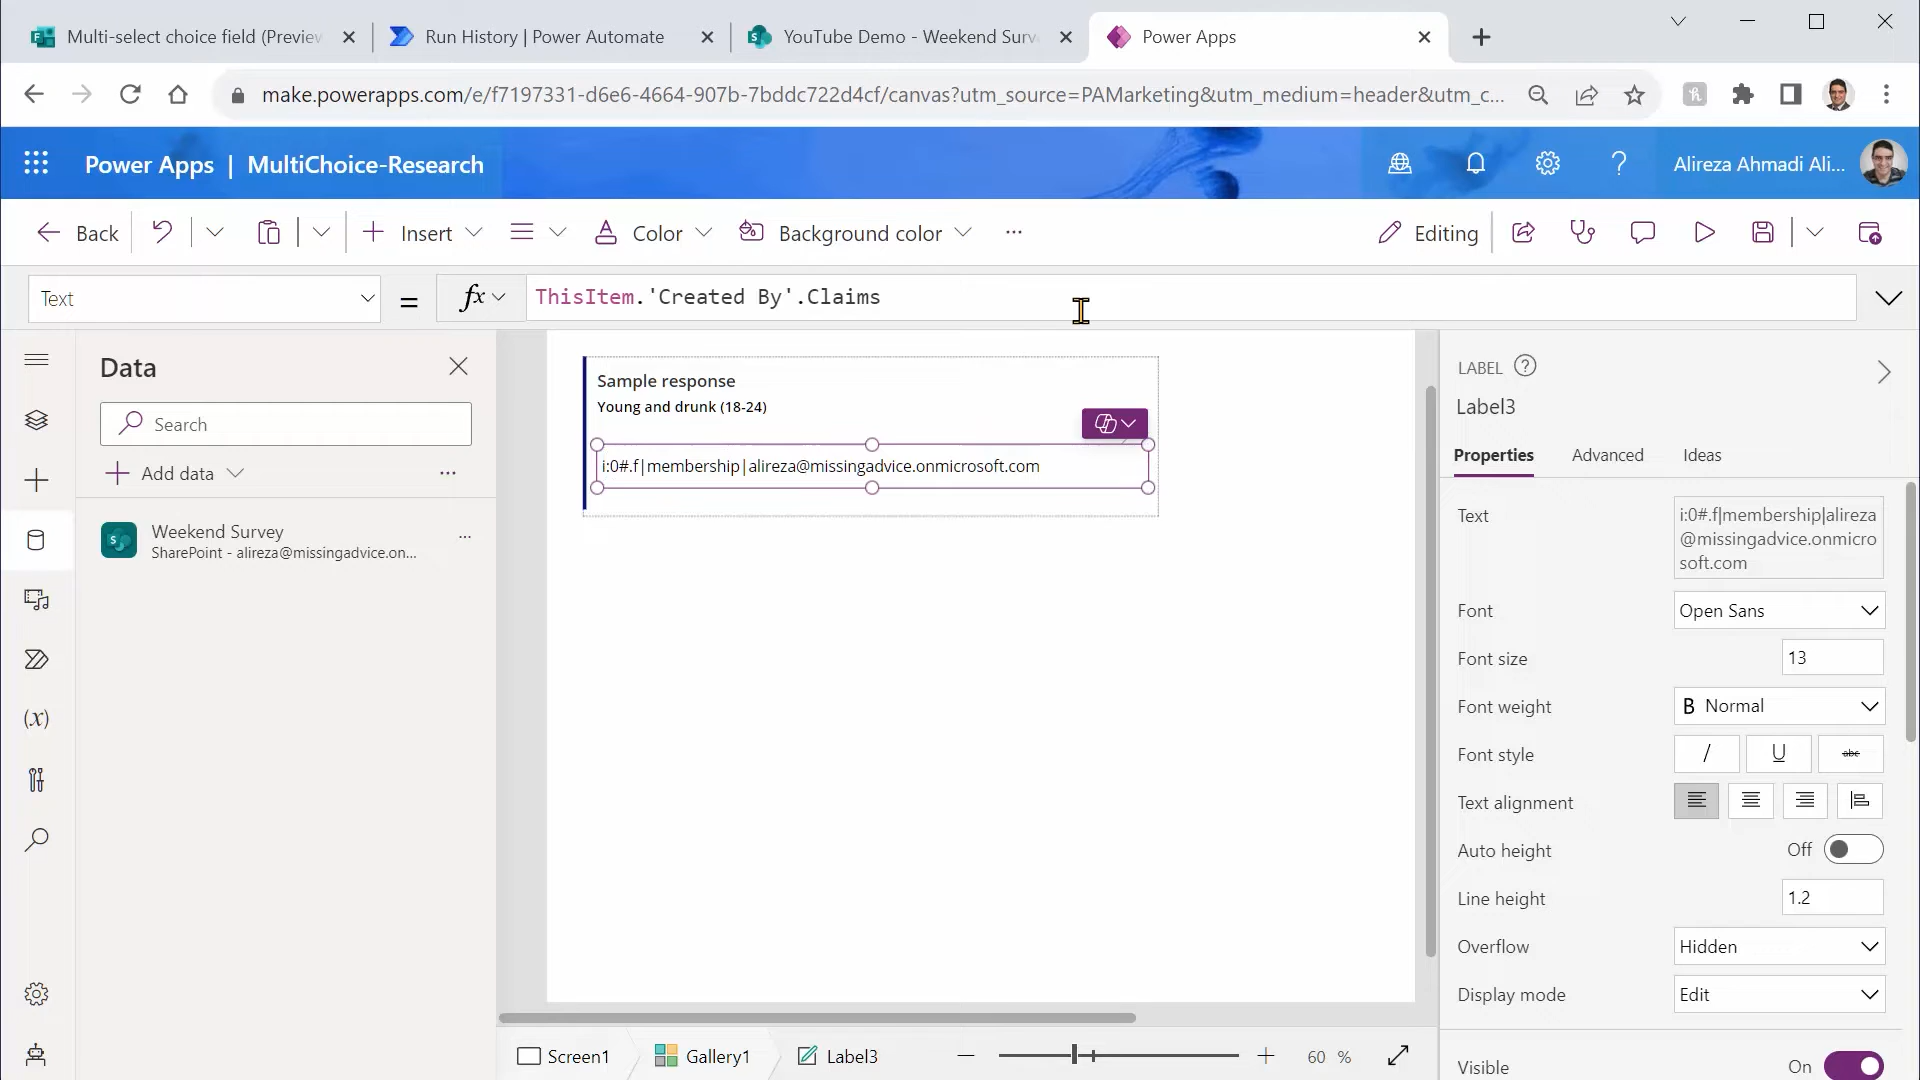 Multi-select choice field (Preview
Run History | Power Automate
YouTube Demo - Weekend Surv
Power Apps
make.powerapps.com/e/f7197331-d6e6-4664-907b-7bddc722d4cf/canvas?utm_source=PAMarketing&utm_medium=header&utm_c...
Power Apps | MultiChoice-Research
Alireza Ahmadi Ali...
Back
Insert
Color
Background color
...
Editing
Text
=
fx
ThisItem.'Created By'.Claims
Data
Search
Add data
...
Weekend Survey
SharePoint - alireza@missingadvice.on...
...
Sample response
Young and drunk (18-24)
i:0#.f|membership|alireza@missingadvice.onmicrosoft.com
LABEL
Label3
Properties
Advanced
Ideas
Text
i:0#.f|membership|alireza
@missingadvice.onmicro
soft.com
Font
Open Sans
Font size
13
Font weight
B Normal
Font style
/
U
abc
Text alignment
Auto height
Off
Line height
1.2
Overflow
Hidden
Display mode
Edit
Visible
On
Screen1
Gallery1
Label3
60 %